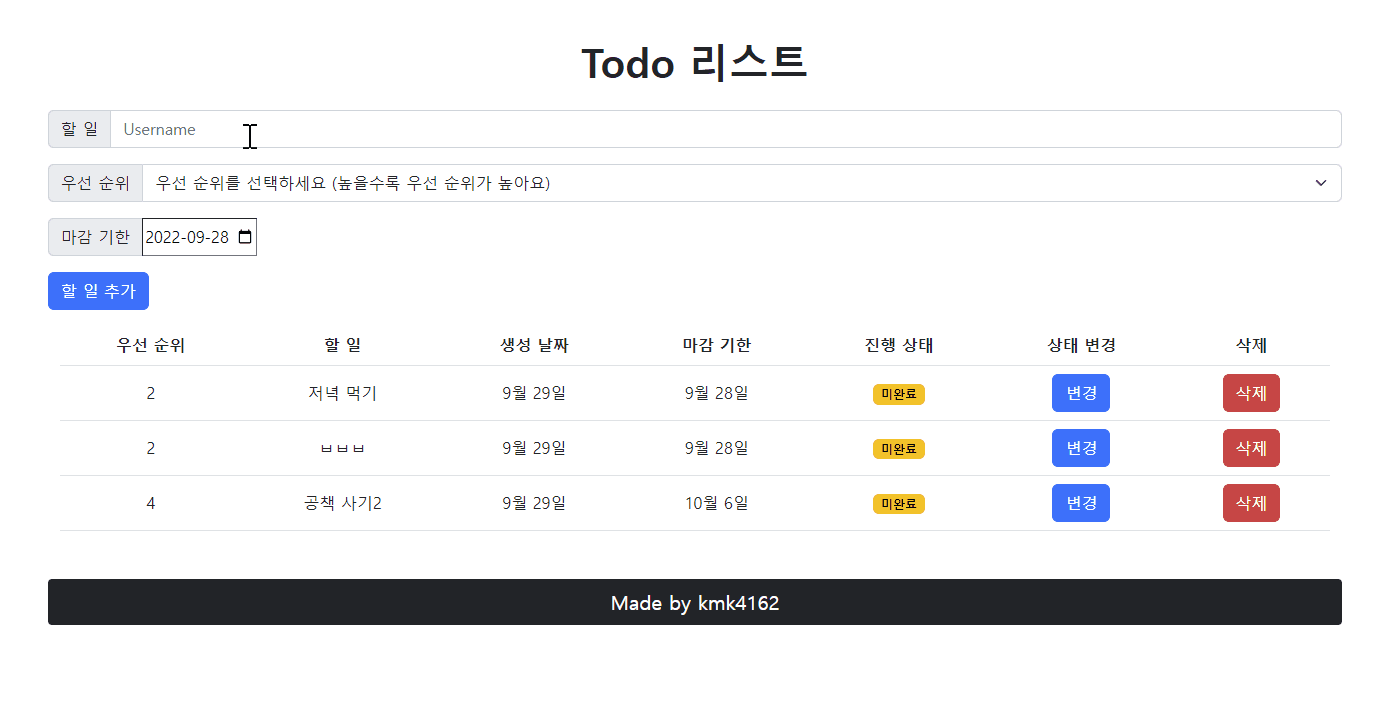 Todo 리스트
할 일 Username
우선 순위 우선 순위를 선택하세요 (높을수록 우선 순위가 높아요)
마감 기한 2022-09-28
할 일 추가
우선 순위 할 일 생성 날짜 마감 기한 진행 상태 상태 변경 삭제
2 저녁 먹기 9월 29일 9월 28일 미완료 변경 삭제
2 ㅂㅂㅂ 9월 29일 9월 28일 미완료 변경 삭제
4 공책 사기2 9월 29일 10월 6일 미완료 변경 삭제
Made by kmk4162